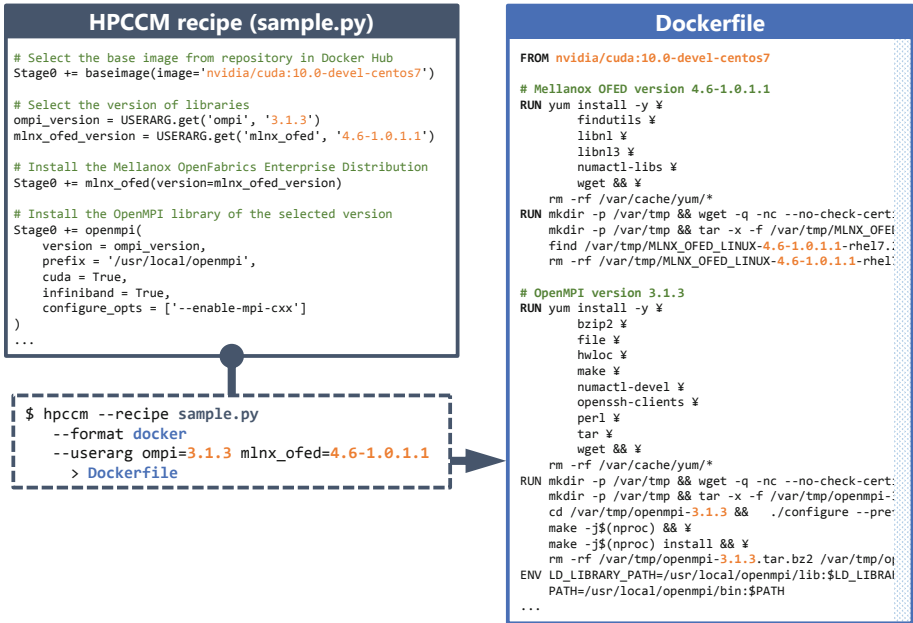 HPCCM recipe (sample.py)
# Select the base image from repository in Docker Hub
Stage0 += baseimage(image='nvidia/cuda:10.0-devel-centos7')
# Select the version of libraries
ompi_version = USERARG.get('ompi', '3.1.3')
mlnx_ofed_version = USERARG.get('mlnx_ofed', '4.6-1.0.1.1')
# Install the Mellanox OpenFabrics Enterprise Distribution
Stage0 += mlnx_ofed(version=mlnx_ofed_version)
# Install the OpenMPI library of the selected version
Stage0 += openmpi(
    version = ompi_version,
    prefix = '/usr/local/openmpi',
    cuda = True,
    infiniband = True,
    configure_opts = ['--enable-mpi-cxx']
)
...
$ hpccm --recipe sample.py
    --format docker
    --userarg ompi=3.1.3 mlnx_ofed=4.6-1.0.1.1
      > Dockerfile
Dockerfile
FROM nvidia/cuda:10.0-devel-centos7
# Mellanox OFED version 4.6-1.0.1.1
RUN yum install -y ¥
        findutils ¥
        libnl ¥
        libnl3 ¥
        numactl-libs ¥
        wget && ¥
    rm -rf /var/cache/yum/*
RUN mkdir -p /var/tmp && wget -q -nc --no-check-certi
    mkdir -p /var/tmp && tar -x -f /var/tmp/MLNX_OFED
    find /var/tmp/MLNX_OFED_LINUX-4.6-1.0.1.1-rhel7.
    rm -rf /var/tmp/MLNX_OFED_LINUX-4.6-1.0.1.1-rhel7
# OpenMPI version 3.1.3
RUN yum install -y ¥
        bzip2 ¥
        file ¥
        hwloc ¥
        make ¥
        numactl-devel ¥
        openssh-clients ¥
        perl ¥
        tar ¥
        wget && ¥
    rm -rf /var/cache/yum/*
RUN mkdir -p /var/tmp && wget -q -nc --no-check-certi
    mkdir -p /var/tmp && tar -x -f /var/tmp/openmpi-
    cd /var/tmp/openmpi-3.1.3 &&   ./configure --pre
    make -j$(nproc) && ¥
    make -j$(nproc) install && ¥
    rm -rf /var/tmp/openmpi-3.1.3.tar.bz2 /var/tmp/op
ENV LD_LIBRARY_PATH=/usr/local/openmpi/lib:$LD_LIBRA
    PATH=/usr/local/openmpi/bin:$PATH
...